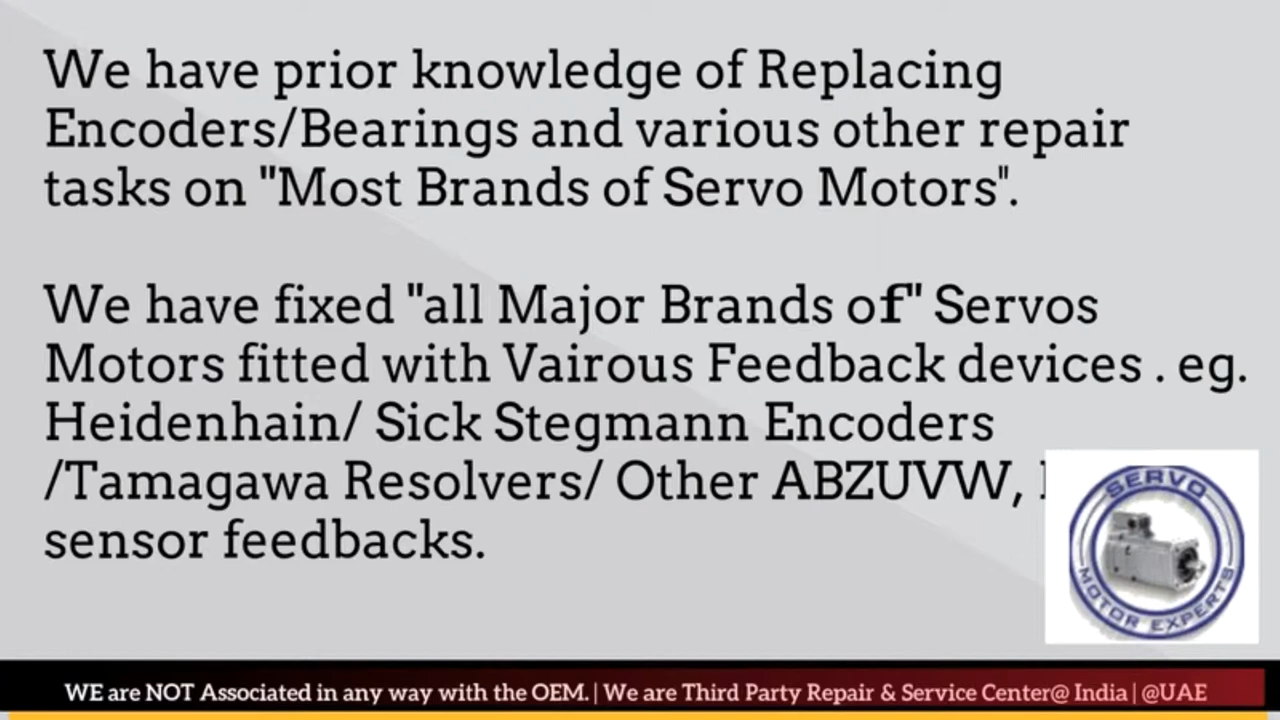 We have prior knowledge of Replacing
Encoders/Bearings and various other repair
tasks on "Most Brands of Servo Motors".
We have fixed "all Major Brands of" Servos
Motors fitted with Vairous Feedback devices . eg.
Heidenhain/ Sick Stegmann Encoders
/Tamagawa Resolvers/ Other ABZUVW,
sensor feedbacks.
SERVO
MOTOR EXPERTS
WE are NOT Associated in any way with the OEM. | We are Third Party Repair & Service Center@ India | @UAE